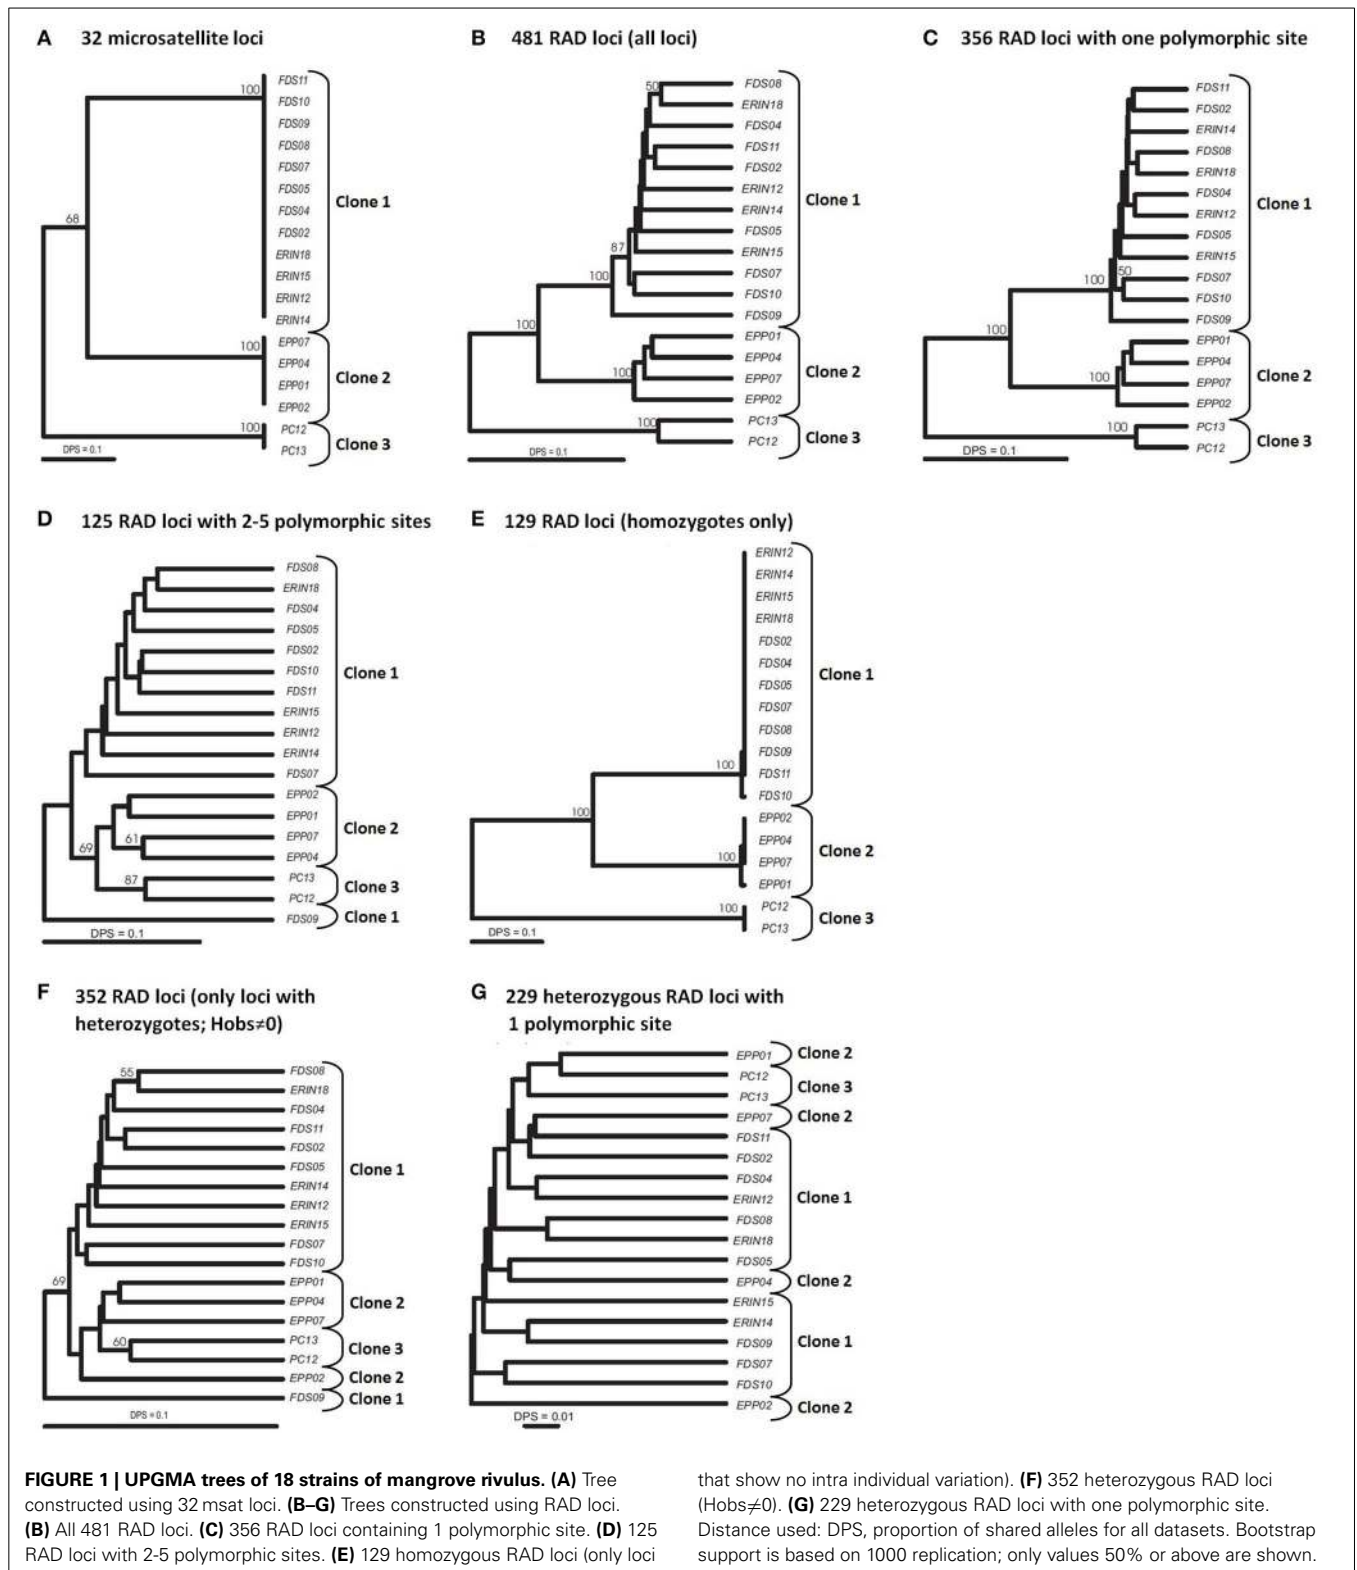 A 32 microsatellite loci
100
68
100
100
FDS11
FDS10
FDS09
FDS08
FDS07
FDS05
FDS04
FDS02
ERIN18
ERIN15
ERIN12
ERIN14
EPP07
EPP04
EPP01
EPP02
PC12
PC13
Clone 1
Clone 2
Clone 3
DPS = 0.1
B 481 RAD loci (all loci)
50
87
100
100
100
100
FDS08
ERIN18
FDS04
FDS11
FDS02
ERIN12
ERIN14
FDS05
ERIN15
FDS07
FDS10
FDS09
EPP01
EPP04
EPP07
EPP02
PC13
PC12
Clone 1
Clone 2
Clone 3
DPS = 0.1
C 356 RAD loci with one polymorphic site
100
50
100
100
100
FDS11
FDS02
ERIN14
FDS08
ERIN18
FDS04
ERIN12
FDS05
ERIN15
FDS07
FDS10
FDS09
EPP01
EPP04
EPP07
EPP02
PC13
PC12
Clone 1
Clone 2
Clone 3
DPS = 0.1
D 125 RAD loci with 2-5 polymorphic sites
69
61
87
FDS08
ERIN18
FDS04
FDS05
FDS02
FDS10
FDS11
ERIN15
ERIN12
ERIN14
FDS07
EPP02
EPP01
EPP07
EPP04
PC13
PC12
FDS09
Clone 1
Clone 2
Clone 3
Clone 1
DPS = 0.1
E 129 RAD loci (homozygotes only)
100
100
100
100
ERIN12
ERIN14
ERIN15
ERIN18
FDS02
FDS04
FDS05
FDS07
FDS08
FDS09
FDS11
FDS10
EPP02
EPP04
EPP07
EPP01
PC12
PC13
Clone 1
Clone 2
Clone 3
DPS = 0.1
F 352 RAD loci (only loci with
heterozygotes; Hobs≠0)
55
69
60
FDS08
ERIN18
FDS04
FDS11
FDS02
FDS05
ERIN14
ERIN12
ERIN15
FDS07
FDS10
EPP01
EPP04
EPP07
PC13
PC12
EPP02
FDS09
Clone 1
Clone 2
Clone 3
Clone 2
Clone 1
DPS = 0.1
G 229 heterozygous RAD loci with
1 polymorphic site
EPP01
PC12
PC13
EPP07
FDS11
FDS02
FDS04
ERIN12
FDS08
ERIN18
FDS05
EPP04
ERIN15
ERIN14
FDS09
FDS07
FDS10
EPP02
Clone 2
Clone 3
Clone 2
Clone 1
Clone 2
Clone 1
Clone 2
DPS = 0.01
FIGURE 1 | UPGMA trees of 18 strains of mangrove rivulus. (A) Tree
constructed using 32 msat loci. (B–G) Trees constructed using RAD loci.
(B) All 481 RAD loci. (C) 356 RAD loci containing 1 polymorphic site. (D) 125
RAD loci with 2-5 polymorphic sites. (E) 129 homozygous RAD loci (only loci
that show no intra individual variation). (F) 352 heterozygous RAD loci
(Hobs≠0). (G) 229 heterozygous RAD loci with one polymorphic site.
Distance used: DPS, proportion of shared alleles for all datasets. Bootstrap
support is based on 1000 replication; only values 50% or above are shown.